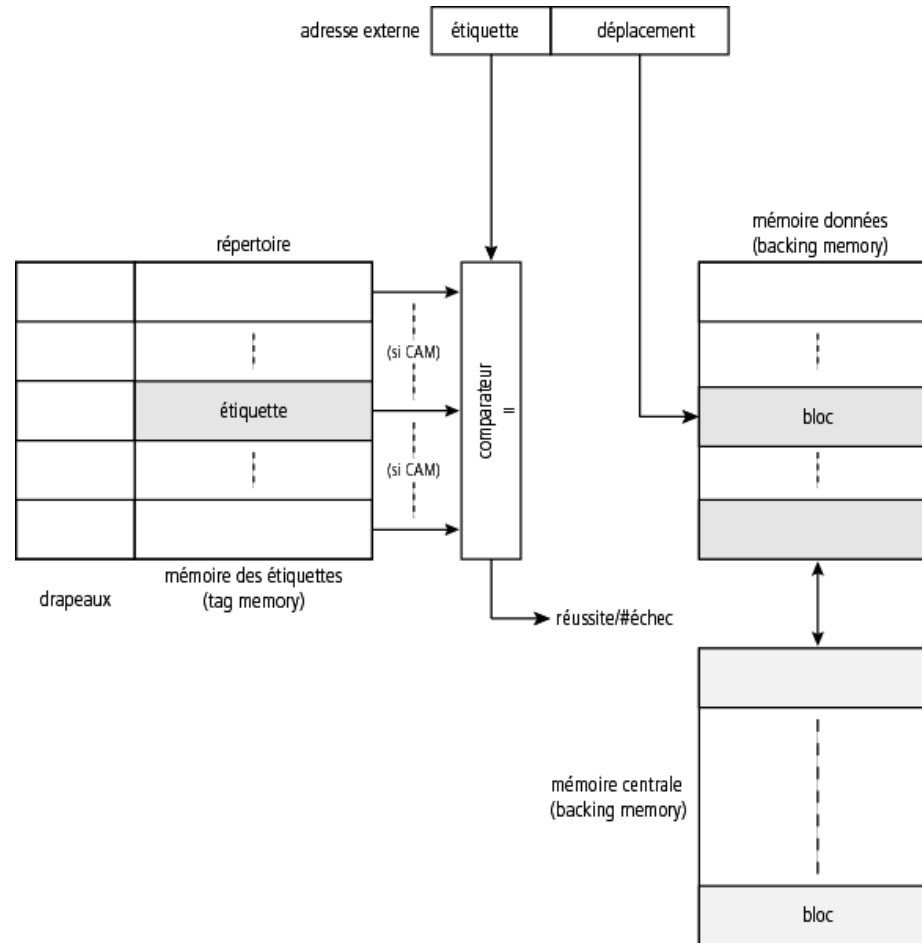 adresse externe
étiquette
déplacement
mémoire données
(backing memory)
répertoire
(si CAM)
étiquette
comparateur
=
bloc
(si CAM)
mémoire des étiquettes
(tag memory)
drapeaux
réussite/#échec
mémoire centrale
(backing memory)
bloc